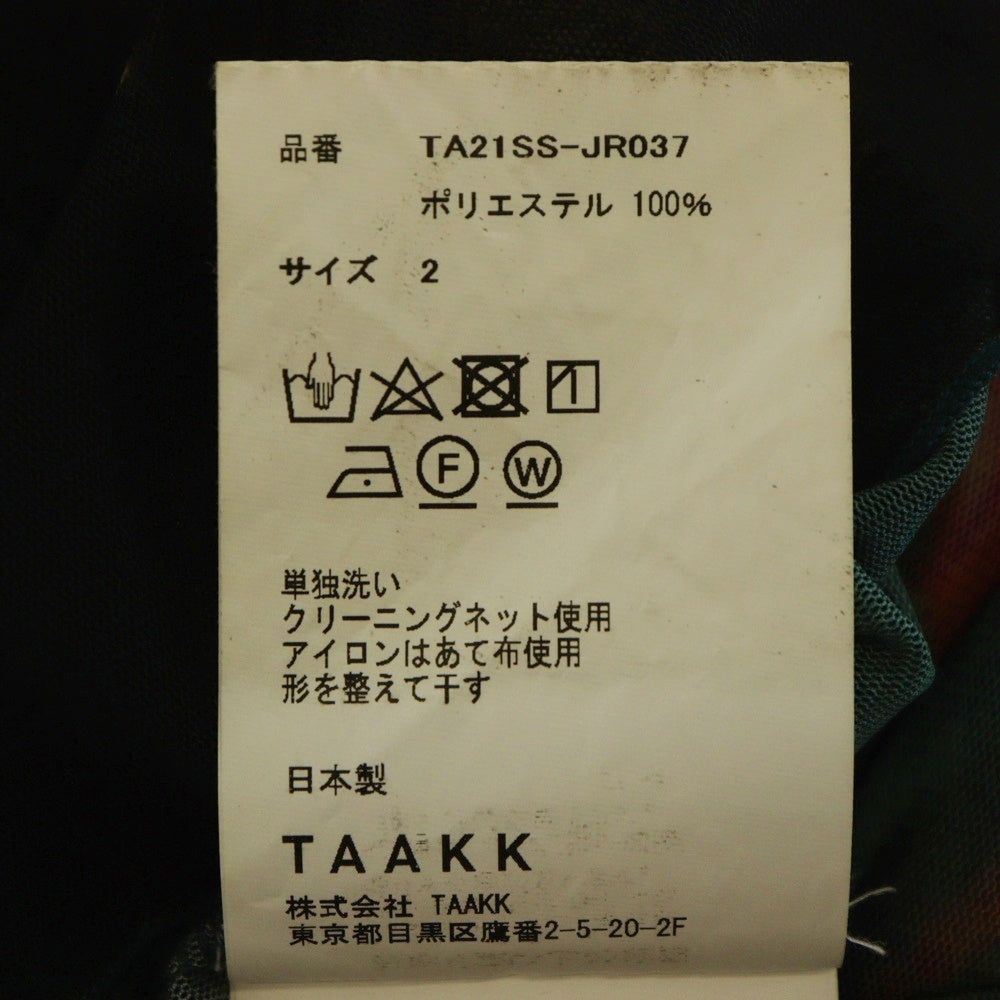 品番 TA21SS-JR037
ポリエステル 100%
サイズ 2
F W
単独洗い
クリーニングネット使用
アイロンはあて布使用
形を整えて干す
日本製
TAAKK
株式会社 TAAKK
東京都目黒区鷹番2-5-20-2F